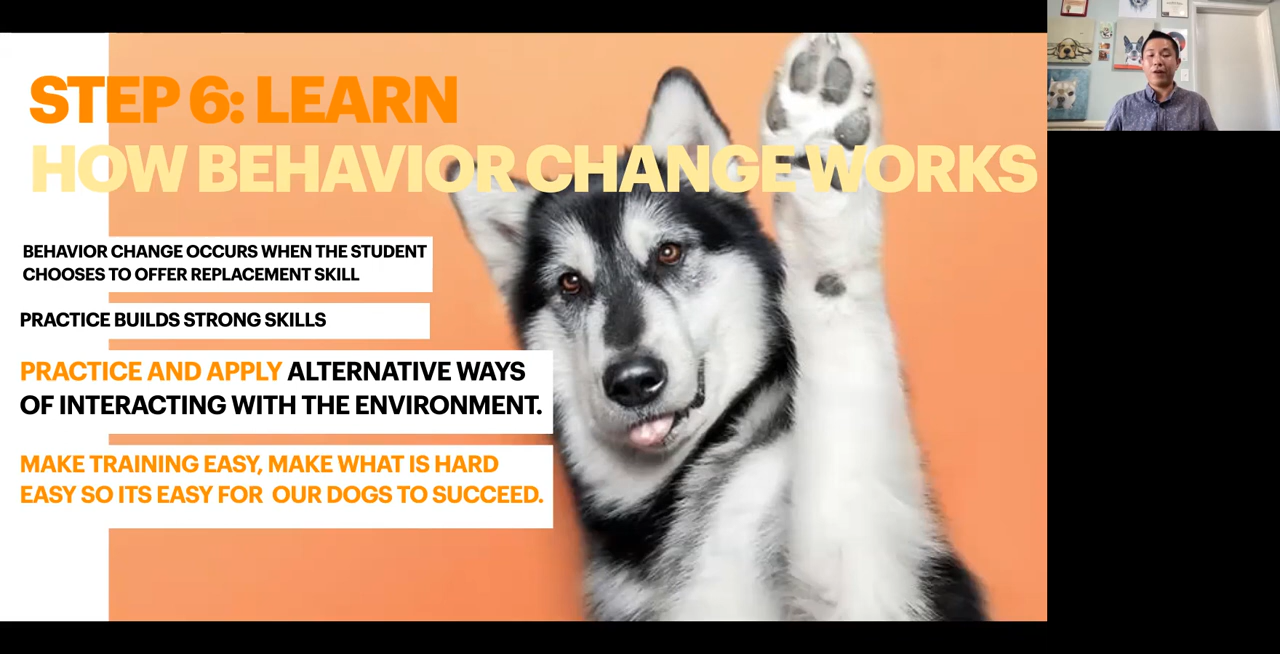 STEP 6: LEARN
HOW BEHAVIOR CHANGE WORKS
BEHAVIOR CHANGE OCCURS WHEN THE STUDENT
CHOOSES TO OFFER REPLACEMENT SKILL
PRACTICE BUILDS STRONG SKILLS
PRACTICE AND APPLY ALTERNATIVE WAYS
OF INTERACTING WITH THE ENVIRONMENT.
MAKE TRAINING EASY, MAKE WHAT IS HARD
EASY SO ITS EASY FOR OUR DOGS TO SUCCEED.